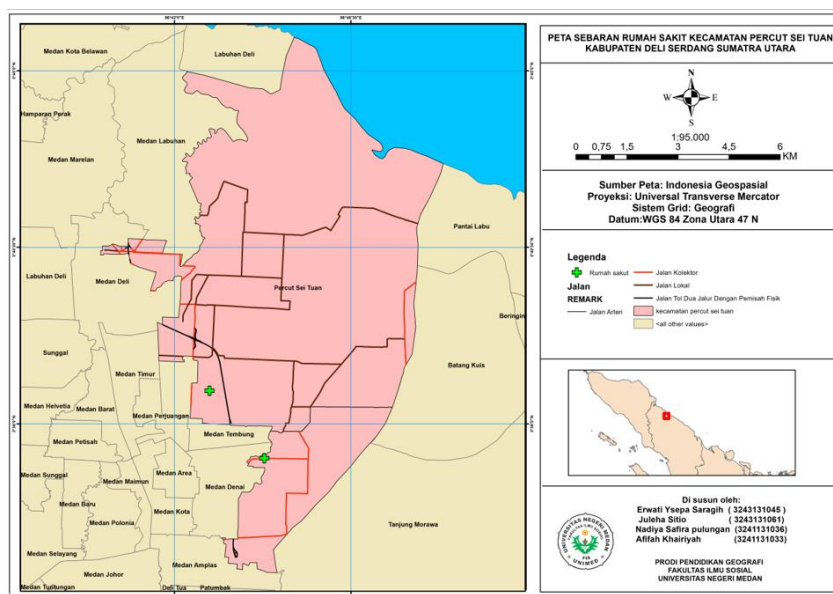 PETA SEBARAN RUMAH SAKIT KECAMATAN PERCUT SEI TUAN
KABUPATEN DELI SERDANG SUMATRA UTARA
N
W E
S
1:95.000
0 0,75 1,5 3 4,5 6
KM
Sumber Peta: Indonesia Geospasial
Proyeksi: Universal Transverse Mercator
Sistem Grid: Geografi
Datum:WGS 84 Zona Utara 47 N
Legenda
Rumah sakut
Jalan
REMARK
Jalan Arteri
Jalan Kolektor
Jalan Lokal
Jalan Tol Dua Jalur Dengan Pemisah Fisik
kecamatan percut sei tuan
<all other values>
Di susun oleh:
Erwati Ysepa Saragih ( 3243131045 )
Juleha Sitio ( 3243131061)
Nadiya Safira pulungan (3241131036)
Afifah Khairiyah (3241131033)
UNIVERSITAS NEGERI MEDAN
UNIMED
PRODI PENDIDIKAN GEOGRAFI
FAKULTAS ILMU SOSIAL
UNIVERSITAS NEGERI MEDAN
Medan Kota Belawan
Labuhan Deli
Hamparan Perak
Medan Labuhan
Medan Marelan
Pantai Labu
Labuhan Deli
Medan Deli
Percut Sei Tuan
Beringin
Sunggal
Medan Timur
Batang Kuis
Medan Helvetia
Medan Barat
Medan Perjuangan
Medan Petisah
Medan Tembung
Medan Sunggal
Medan Maimun
Medan Area
Medan Denai
Medan Baru
Medan Kota
Medan Polonia
Tanjung Morawa
Medan Selayang
Medan Amplas
Medan Johor
Medan Tuntungan
Deli Tua
Patumbak